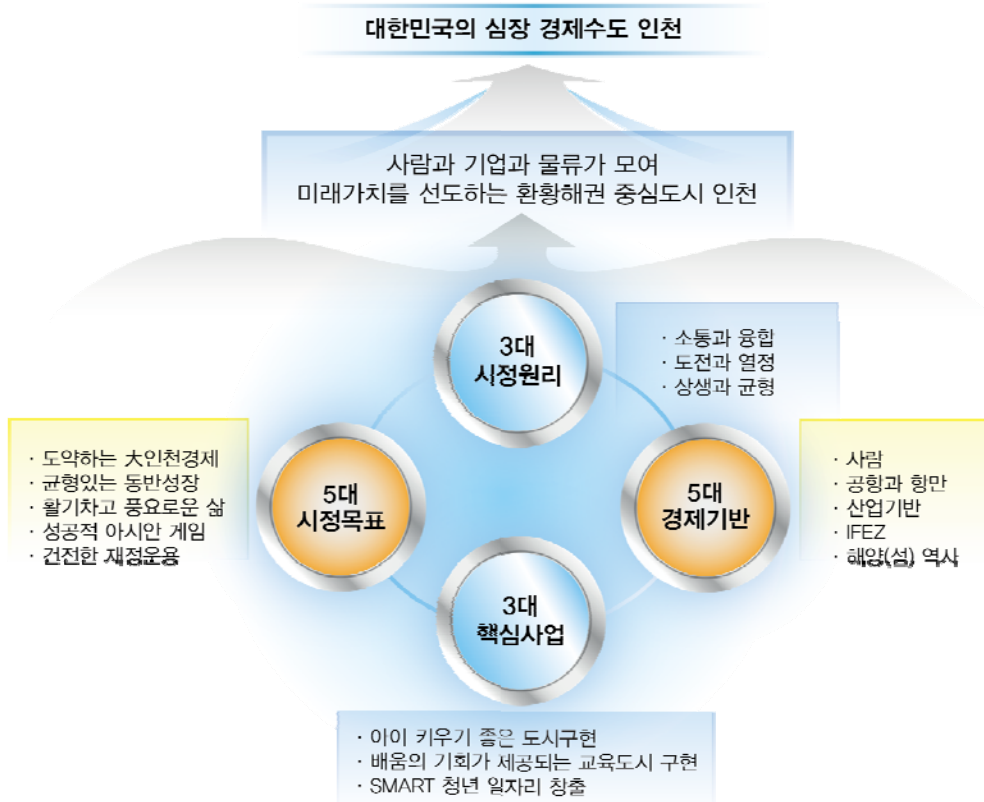 대한민국의 심장 경제수도 인천
사람과 기업과 물류가 모여
미래가치를 선도하는 환황해권 중심도시 인천
3대
시정원리
· 소통과 융합
· 도전과 열정
· 상생과 균형
5대
시정목표
· 도약하는 大인천경제
· 균형있는 동반성장
· 활기차고 풍요로운 삶
· 성공적 아시안 게임
· 건전한 재정운용
5대
경제기반
· 사람
· 공항과 항만
· 산업기반
· IFEZ
· 해양(섬) 역사
3대
핵심사업
· 아이 키우기 좋은 도시구현
· 배움의 기회가 제공되는 교육도시 구현
· SMART 청년 일자리 창출